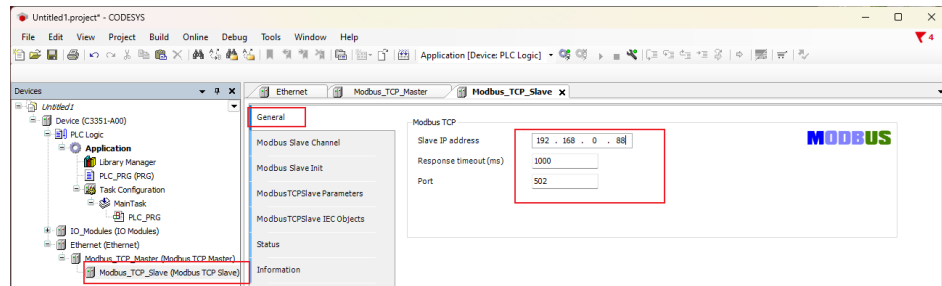 Untitled1.project* - CODESYS
File Edit View Project Build Online Debug Tools Window Help
Application [Device: PLC Logic]
4
Devices
Ethernet Modbus_TCP_Master Modbus_TCP_Slave
Untitled1
Device (C3351-A00)
PLC Logic
Application
Library Manager
PLC_PRG (PRG)
Task Configuration
MainTask
PLC_PRG
IO_Modules (IO Modules)
Ethernet (Ethernet)
Modbus_TCP_Master (Modbus TCP Master)
Modbus_TCP_Slave (Modbus TCP Slave)
General
Modbus Slave Channel
Modbus Slave Init
ModbusTCPSlave Parameters
ModbusTCPSlave IEC Objects
Status
Information
Modbus TCP
Slave IP address 192 . 168 . 0 . 88
Response timeout (ms) 1000
Port 502
MODBUS